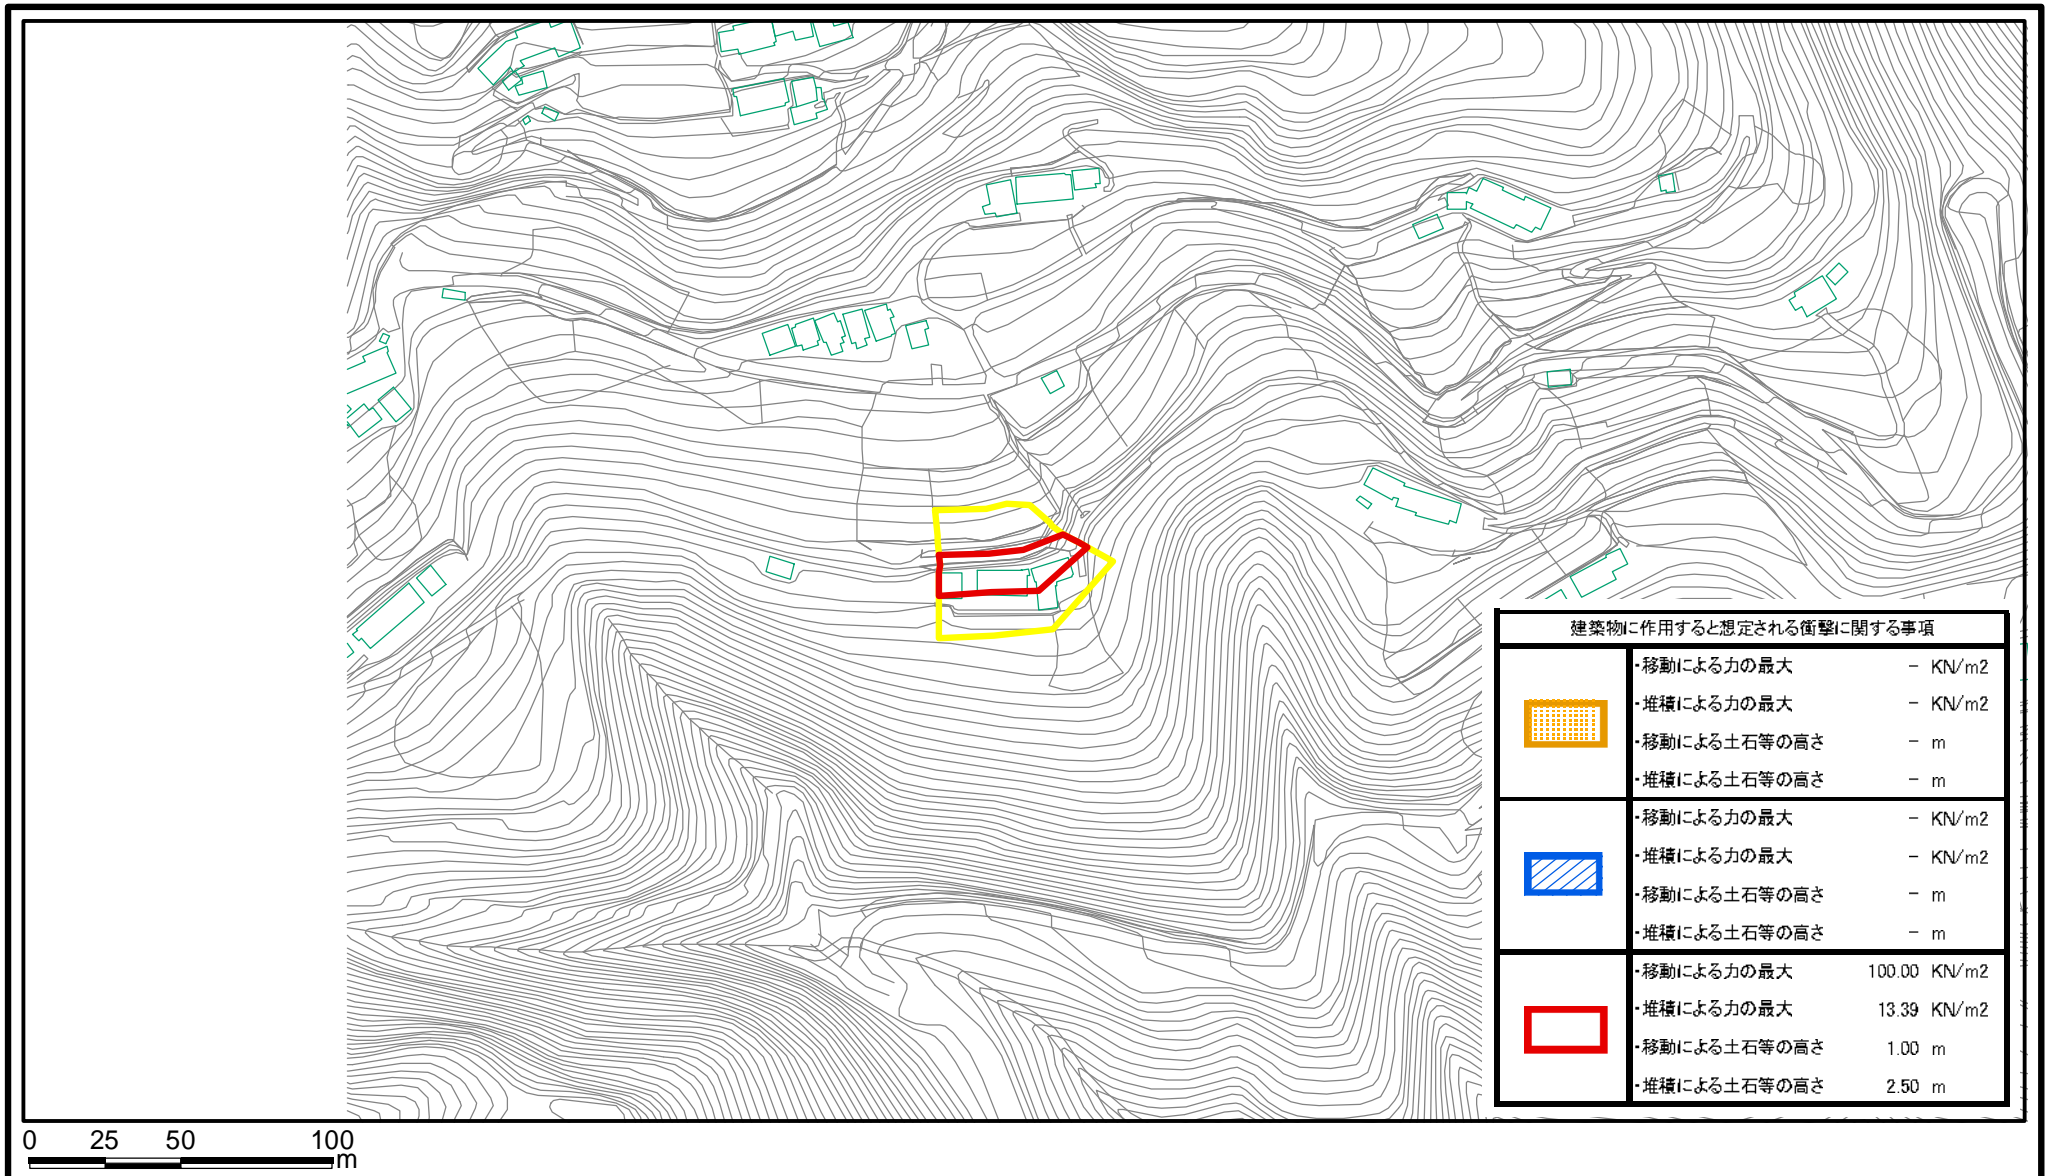 建築物に作用すると想定される衝撃に関する事項
・移動による力の最大 − KN/m2
・堆積による力の最大 − KN/m2
・移動による土石等の高さ − m
・堆積による土石等の高さ − m
・移動による力の最大 − KN/m2
・堆積による力の最大 − KN/m2
・移動による土石等の高さ − m
・堆積による土石等の高さ − m
・移動による力の最大 100.00 KN/m2
・堆積による力の最大 13.39 KN/m2
・移動による土石等の高さ 1.00 m
・堆積による土石等の高さ 2.50 m
0 25 50 100
m